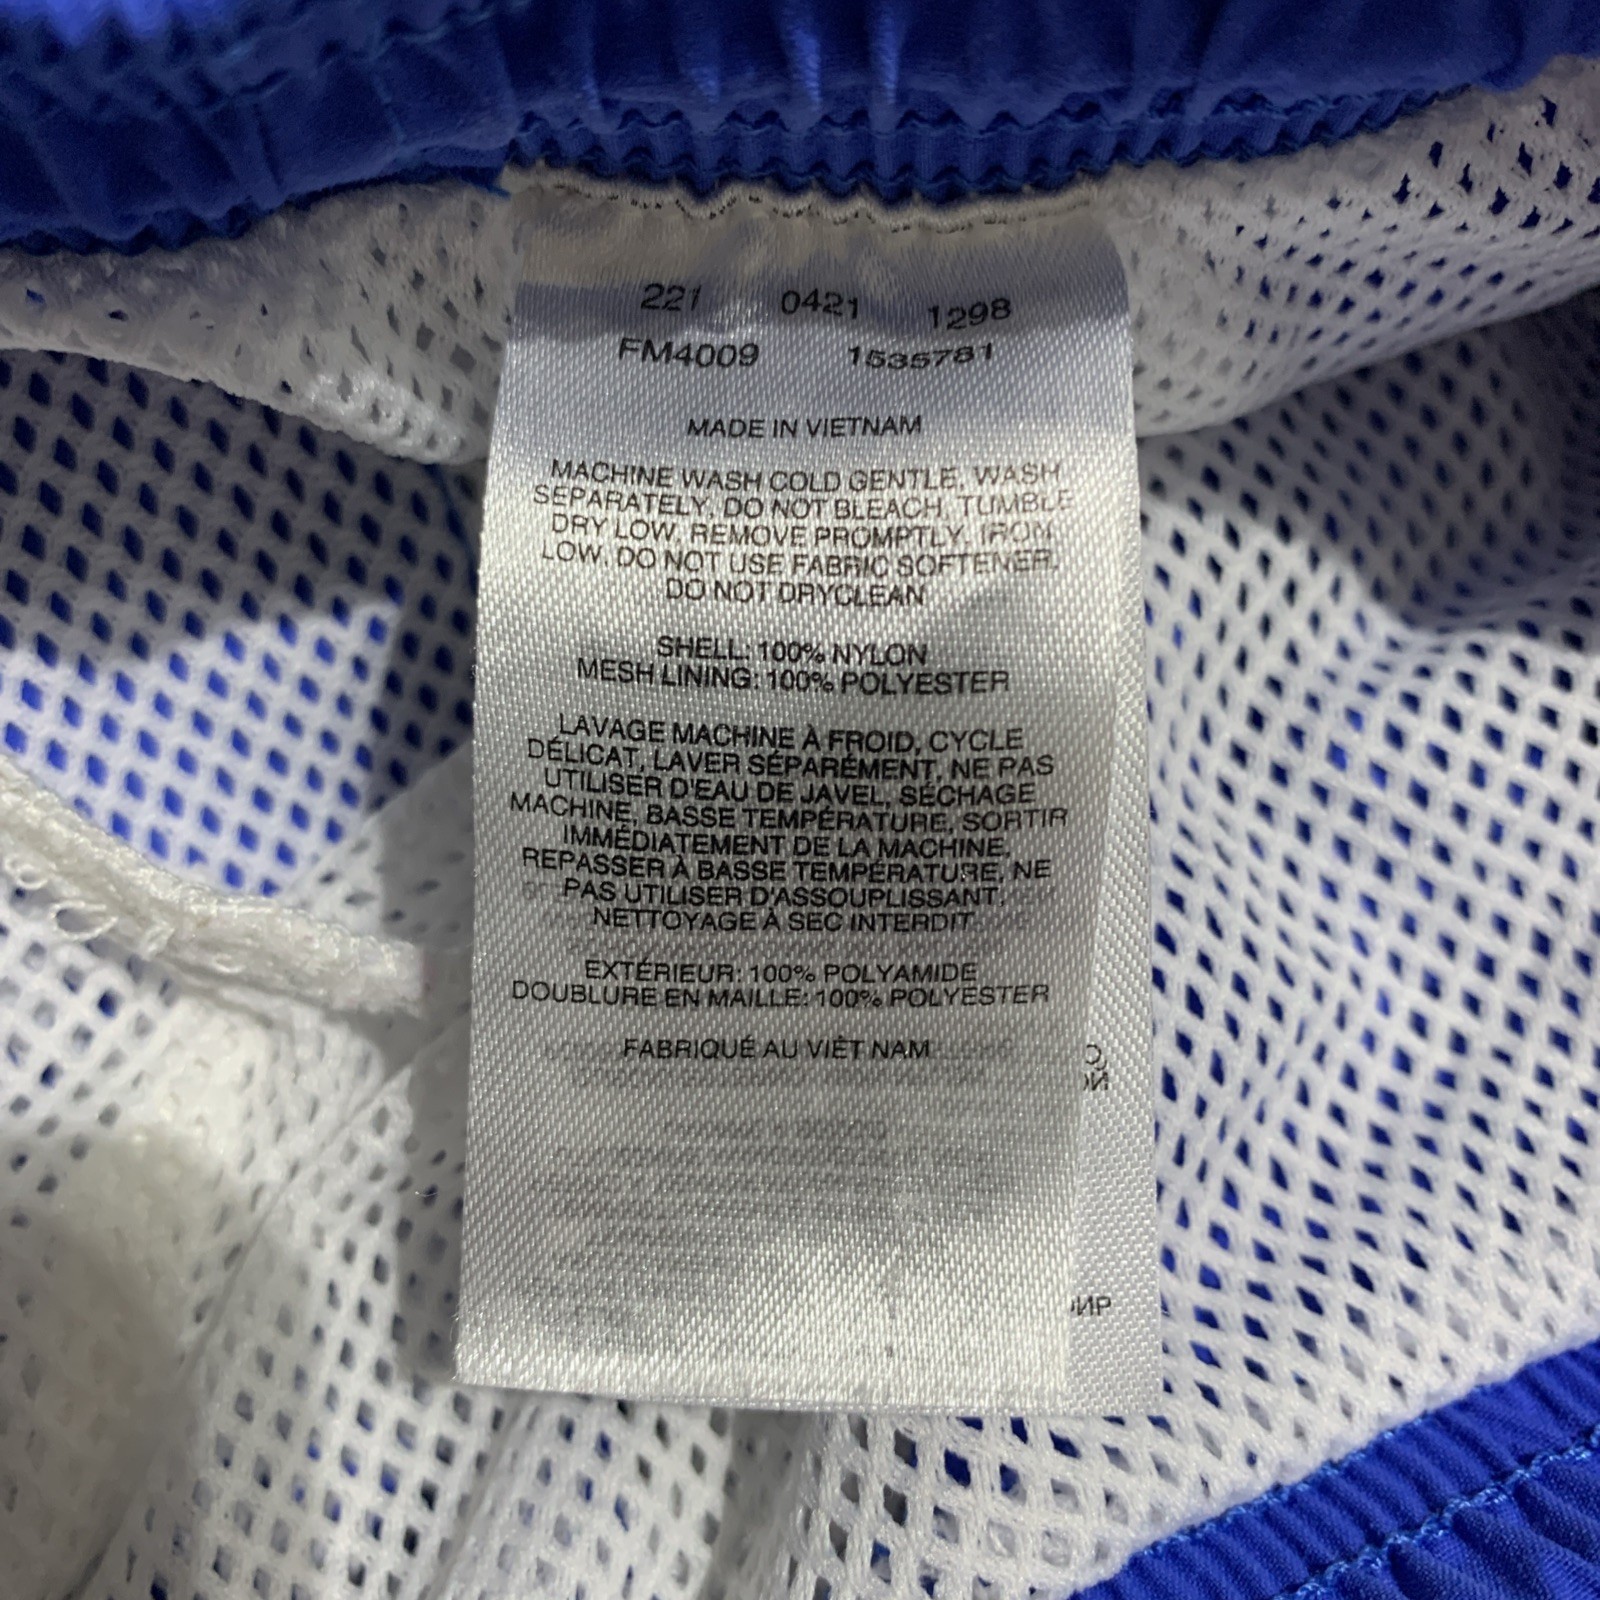 221 0421 1298
FM4009 1535781
MADE IN VIETNAM
MACHINE WASH COLD GENTLE, WASH
SEPARATELY, DO NOT BLEACH, TUMBLE
DRY LOW, REMOVE PROMPTLY, IRON
LOW, DO NOT USE FABRIC SOFTENER,
DO NOT DRYCLEAN
SHELL: 100% NYLON
MESH LINING: 100% POLYESTER
LAVAGE MACHINE À FROID, CYCLE
DÉLICAT, LAVER SÉPARÉMENT, NE PAS
UTILISER D'EAU DE JAVEL, SÉCHAGE
MACHINE, BASSE TEMPÉRATURE, SORTIR
IMMÉDIATEMENT DE LA MACHINE,
REPASSER À BASSE TEMPÉRATURE, NE
PAS UTILISER D'ASSOUPLISSANT,
NETTOYAGE À SEC INTERDIT
EXTÉRIEUR: 100% POLYAMIDE
DOUBLURE EN MAILLE: 100% POLYESTER
FABRIQUÉ AU VIÊT NAM